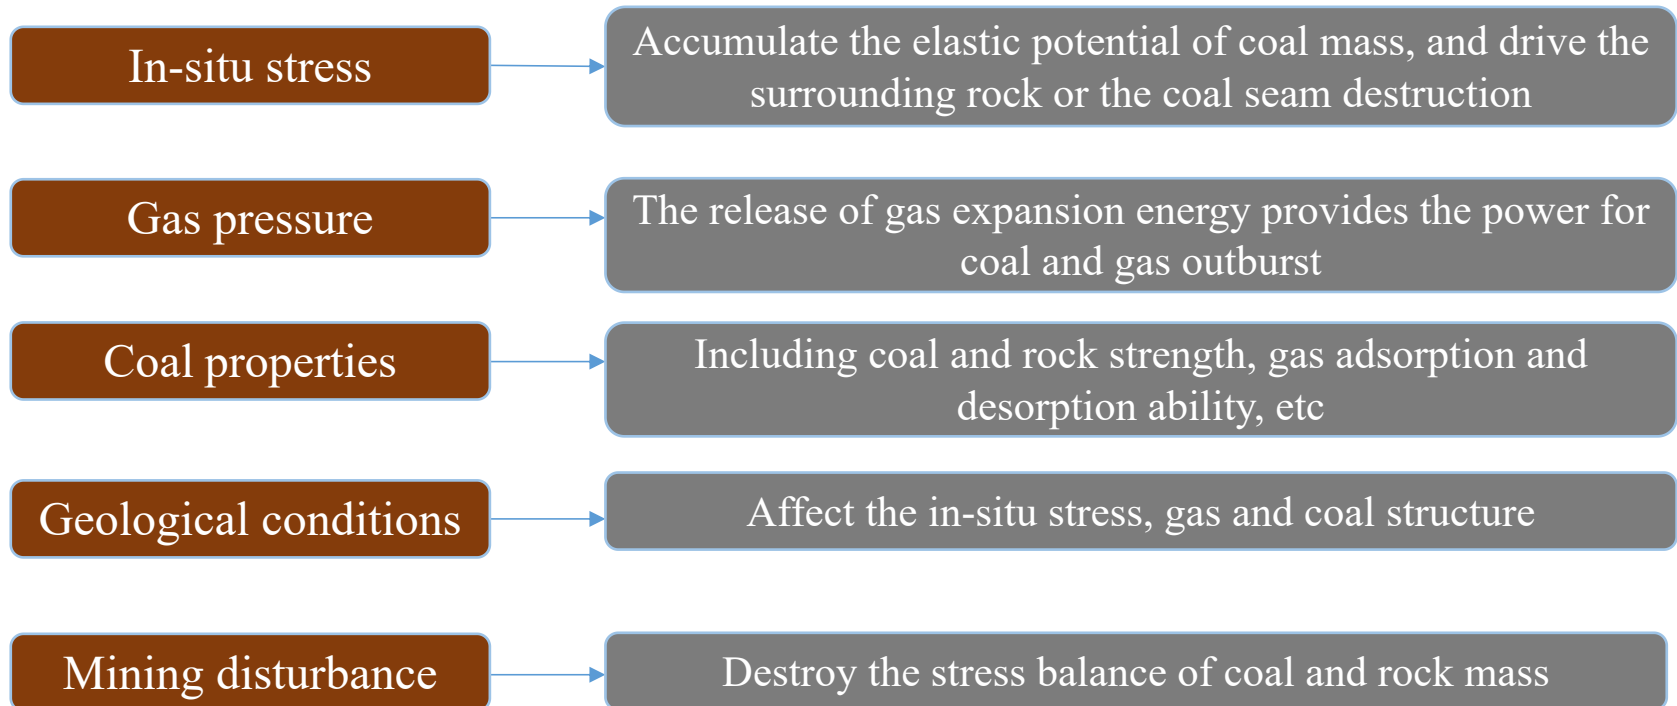 In-situ stress
Accumulate the elastic potential of coal mass, and drive the
surrounding rock or the coal seam destruction
Gas pressure
The release of gas expansion energy provides the power for
coal and gas outburst
Coal properties
Including coal and rock strength, gas adsorption and
desorption ability, etc
Geological conditions
Affect the in-situ stress, gas and coal structure
Mining disturbance
Destroy the stress balance of coal and rock mass